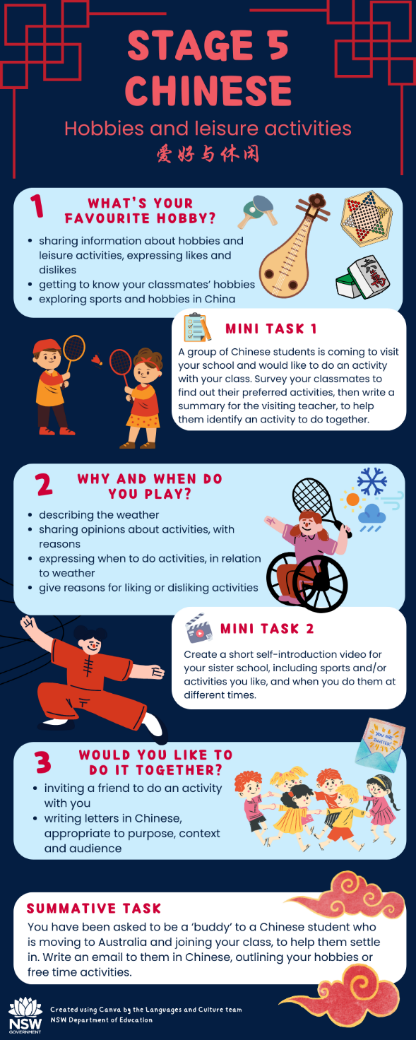 STAGE 5
CHINESE
Hobbies and leisure activities
爱好与休闲
1
WHAT'S YOUR
FAVOURITE HOBBY?
• sharing information about hobbies and
leisure activities, expressing likes and
dislikes
• getting to know your classmates' hobbies
• exploring sports and hobbies in China
MINI TASK 1
A group of Chinese students is coming to visit
your school and would like to do an activity
with your class. Survey your classmates to
find out their preferred activities, then write a
summary for the visiting teacher, to help
them identify an activity to do together.
2
WHY AND WHEN DO
YOU PLAY?
• describing the weather
• sharing opinions about activities, with
reasons
• expressing when to do activities, in relation
to weather
• give reasons for liking or disliking activities
MINI TASK 2
Create a short self-introduction video for
your sister school, including sports and/or
activities you like, and when you do them at
different times.
3
WOULD YOU LIKE TO
DO IT TOGETHER?
• inviting a friend to do an activity
with you
• writing letters in Chinese,
appropriate to purpose, context
and audience
YOU ARE
INVITED
SUMMATIVE TASK
You have been asked to be a 'buddy' to a Chinese student who
is moving to Australia and joining your class, to help them settle
in. Write an email to them in Chinese, outlining your hobbies or
free time activities.
NSW
GOVERNMENT
Created using Canva by the Languages and Culture team
NSW Department of Education